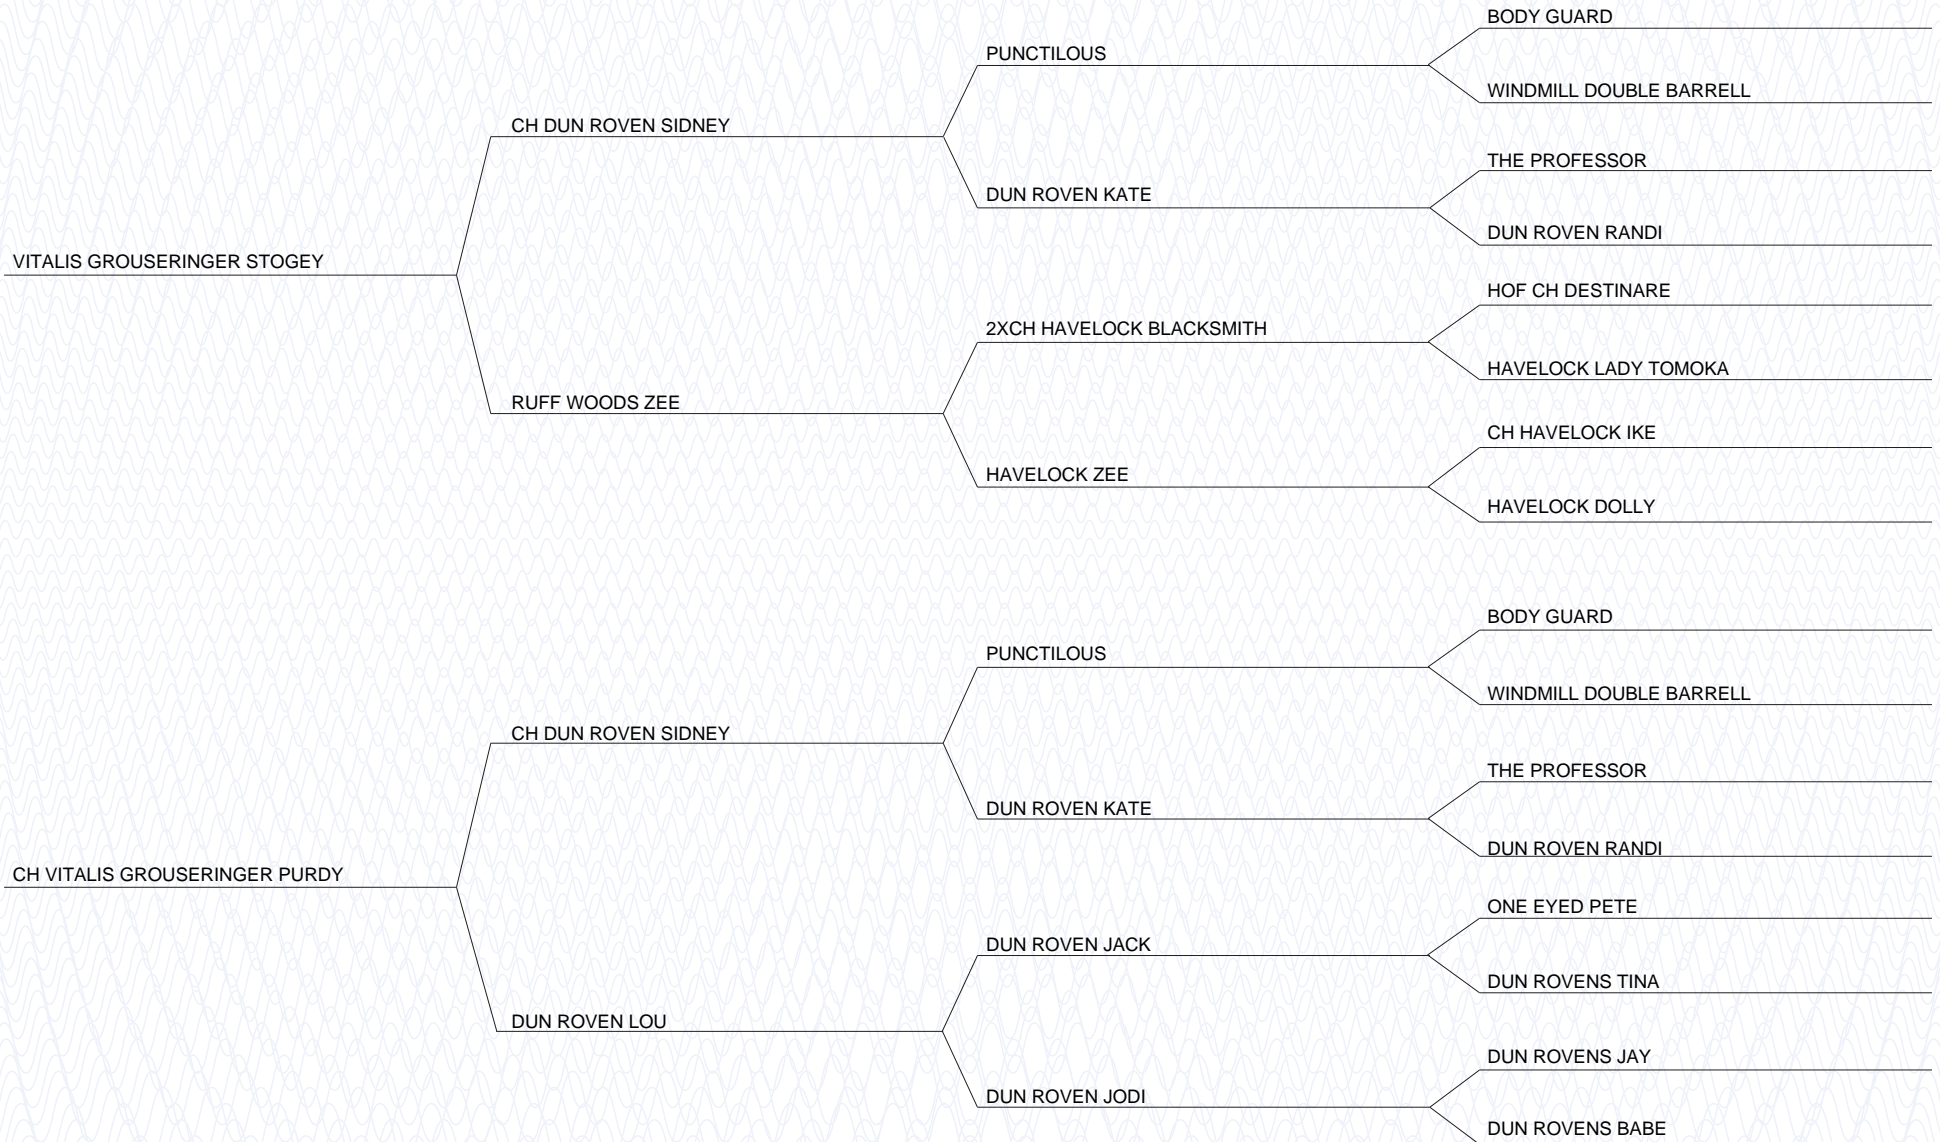 BODY GUARD
PUNCTILOUS
WINDMILL DOUBLE BARRELL
CH DUN ROVEN SIDNEY
THE PROFESSOR
DUN ROVEN KATE
DUN ROVEN RANDI
VITALIS GROUSERINGER STOGEY
HOF CH DESTINARE
2XCH HAVELOCK BLACKSMITH
HAVELOCK LADY TOMOKA
RUFF WOODS ZEE
CH HAVELOCK IKE
HAVELOCK ZEE
HAVELOCK DOLLY
BODY GUARD
PUNCTILOUS
WINDMILL DOUBLE BARRELL
CH DUN ROVEN SIDNEY
THE PROFESSOR
DUN ROVEN KATE
DUN ROVEN RANDI
CH VITALIS GROUSERINGER PURDY
ONE EYED PETE
DUN ROVEN JACK
DUN ROVENS TINA
DUN ROVEN LOU
DUN ROVENS JAY
DUN ROVEN JODI
DUN ROVENS BABE